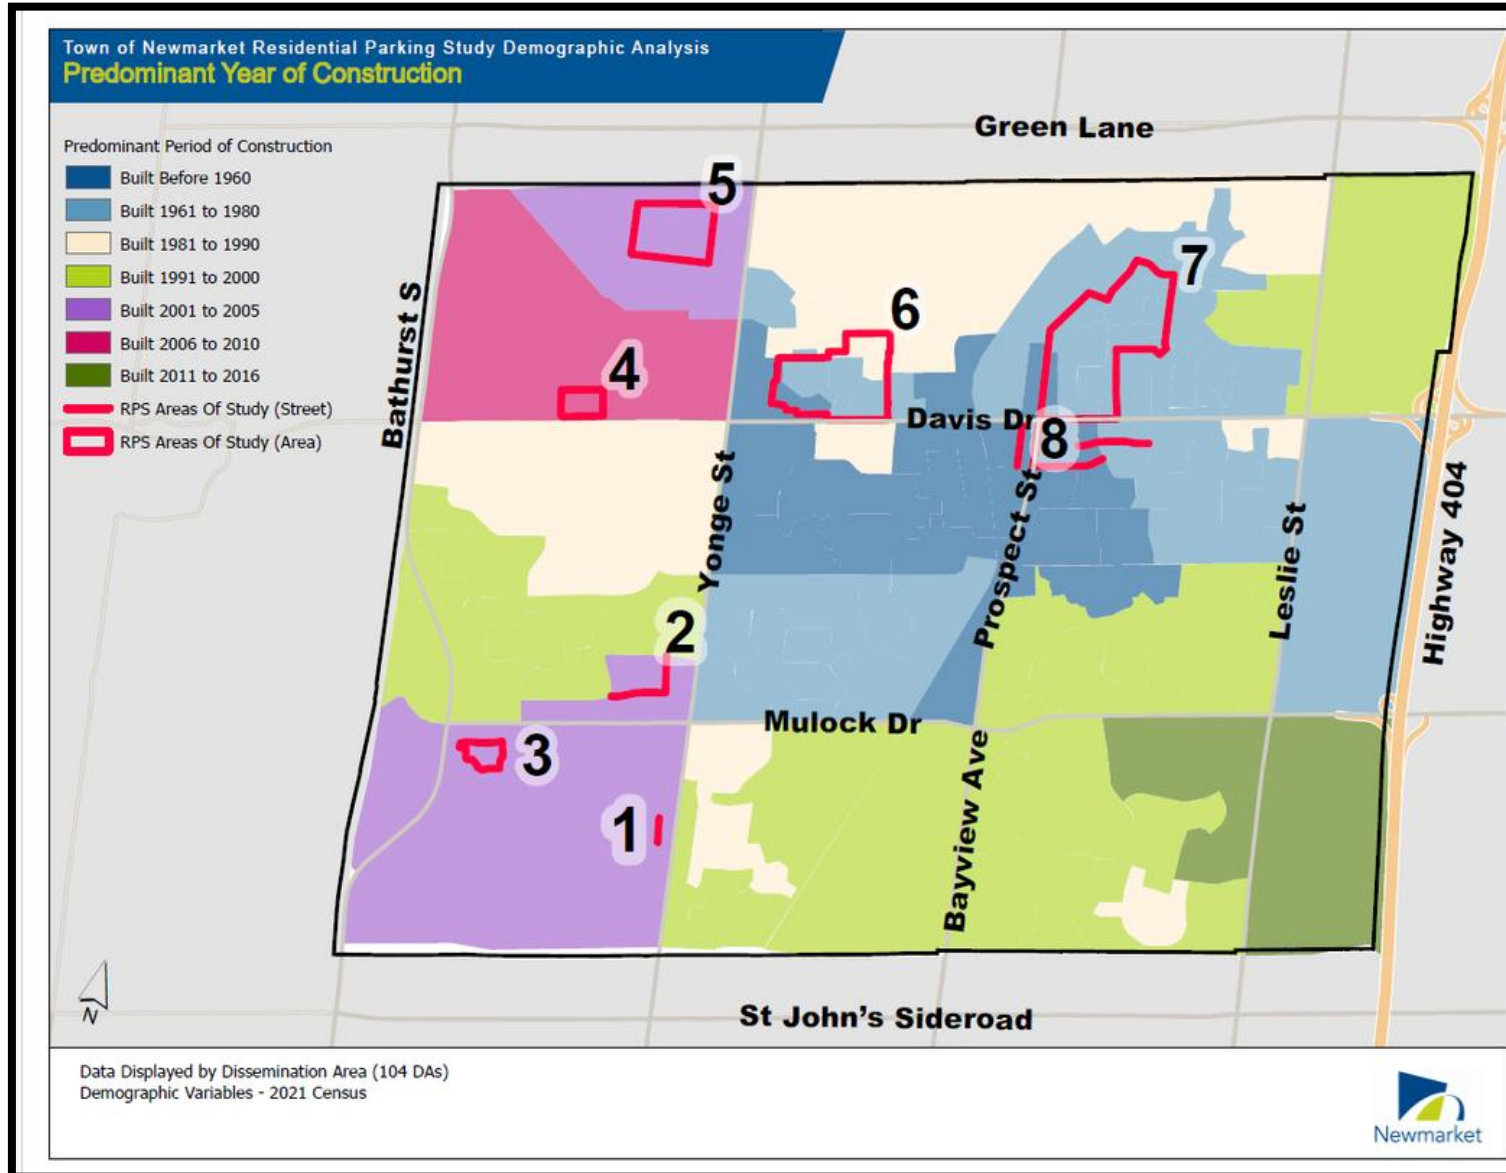 Town of Newmarket Residential Parking Study Demographic Analysis
Predominant Year of Construction
Predominant Period of Construction
Built Before 1960
Built 1961 to 1980
Built 1981 to 1990
Built 1991 to 2000
Built 2001 to 2005
Built 2006 to 2010
Built 2011 to 2016
RPS Areas Of Study (Street)
RPS Areas Of Study (Area)
Green Lane
5
7
6
Bathurst S
4
Davis Dr
8
Yonge St
Prospect St
Leslie St
Highway 404
2
Mulock Dr
3
1
Bayview Ave
N
St John's Sideroad
Data Displayed by Dissemination Area (104 DAs)
Demographic Variables - 2021 Census
Newmarket